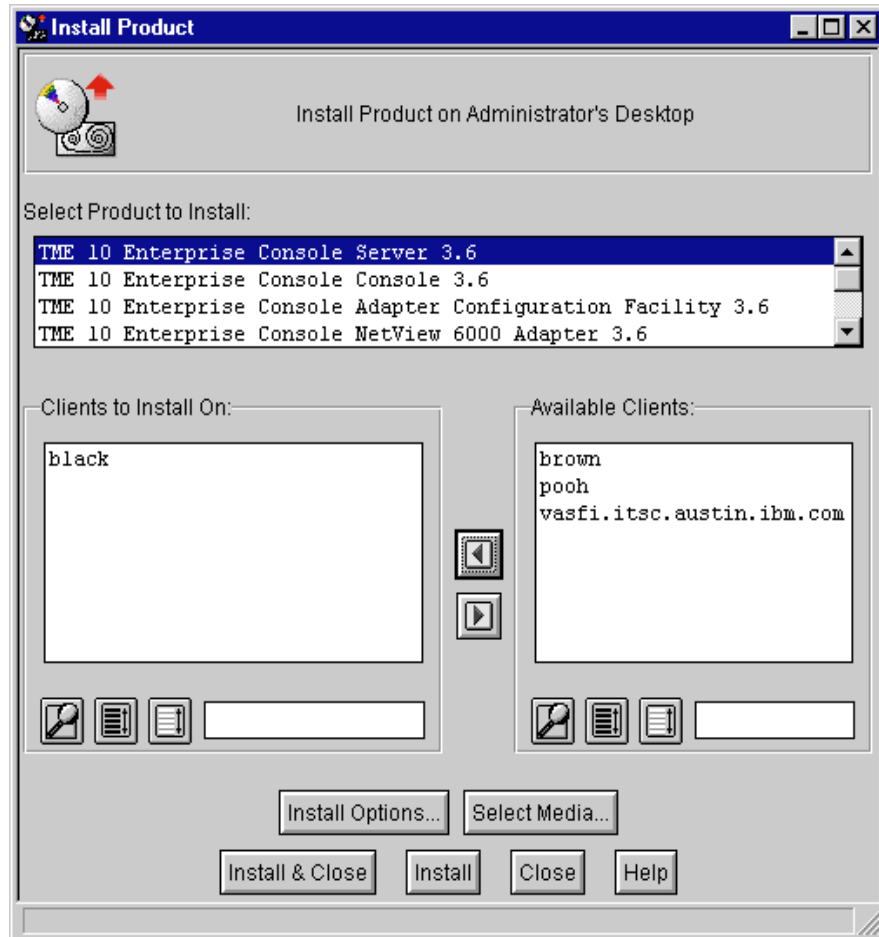 Install Product
Install Product on Administrator's Desktop
Select Product to Install:
TME 10 Enterprise Console Server 3.6
TME 10 Enterprise Console Console 3.6
TME 10 Enterprise Console Adapter Configuration Facility 3.6
TME 10 Enterprise Console NetView 6000 Adapter 3.6
Clients to Install On:
black
Available Clients:
brown
pooh
vasfi.itsc.austin.ibm.com
Install Options... Select Media...
Install & Close Install Close Help